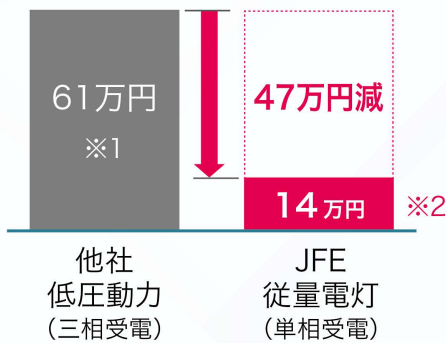 61万円
※1
47万円減
14万円
※2
他社
低圧動力
（三相受電）
JFE
従量電灯
（単相受電）